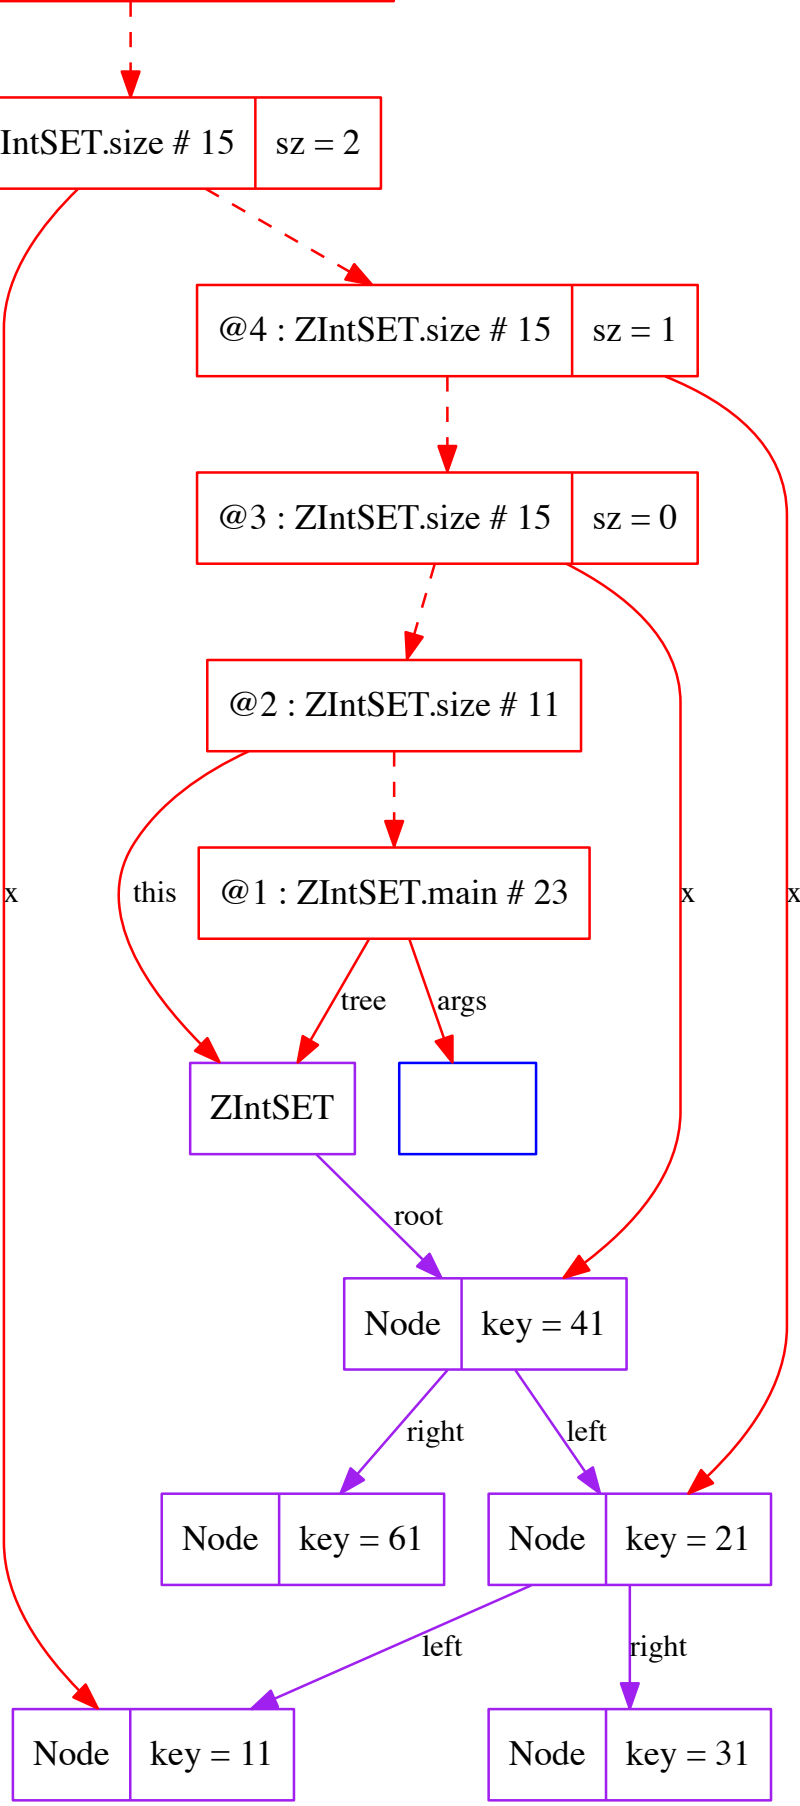 IntSET.size # 15 sz = 2
@4 : ZIntSET.size # 15 sz = 1
@3 : ZIntSET.size # 15 sz = 0
@2 : ZIntSET.size # 11
x this @1 : ZIntSET.main # 23 x x
tree args
ZIntSET
root
Node key = 41
right left
Node key = 61 Node key = 21
left right
Node key = 11 Node key = 31